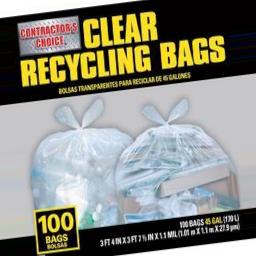 CONTRACTOR'S
CHOICE
CLEAR
RECYCLING BAGS
BOLSAS TRANSPARENTES PARA RECICLAR DE 45 GALONES
100
BAGS
BOLSAS
100 BAGS 45 GAL (170 L)
3 FT 4 IN X 3 FT 7 ½ IN X 1.1 MIL (1.01 m X 1.1 m X 27.9 µm)